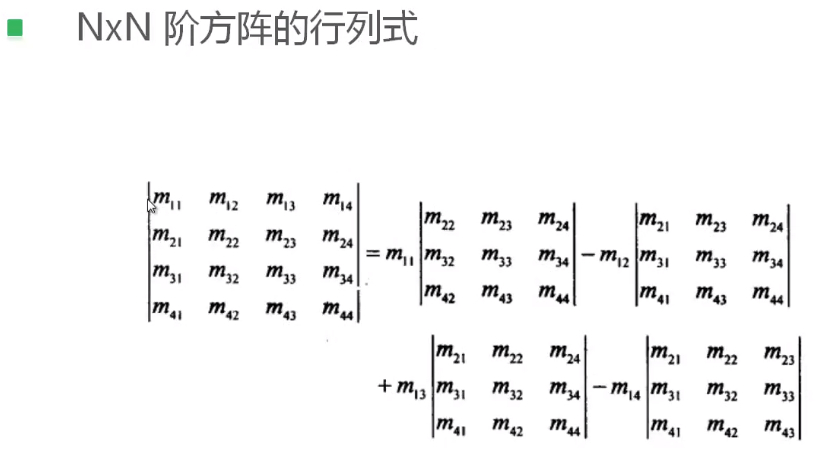 NxN 阶方阵的行列式
m11 m12 m13 m14
m21 m22 m23 m24 = m11 m22 m23 m24 - m12 m21 m23 m24
m31 m32 m33 m34 m32 m33 m34 m31 m33 m34
m41 m42 m43 m44 m42 m43 m44 m41 m43 m44
+ m13 m21 m22 m24 - m14 m21 m22 m23
m31 m32 m34 m31 m32 m33
m41 m42 m44 m41 m42 m43